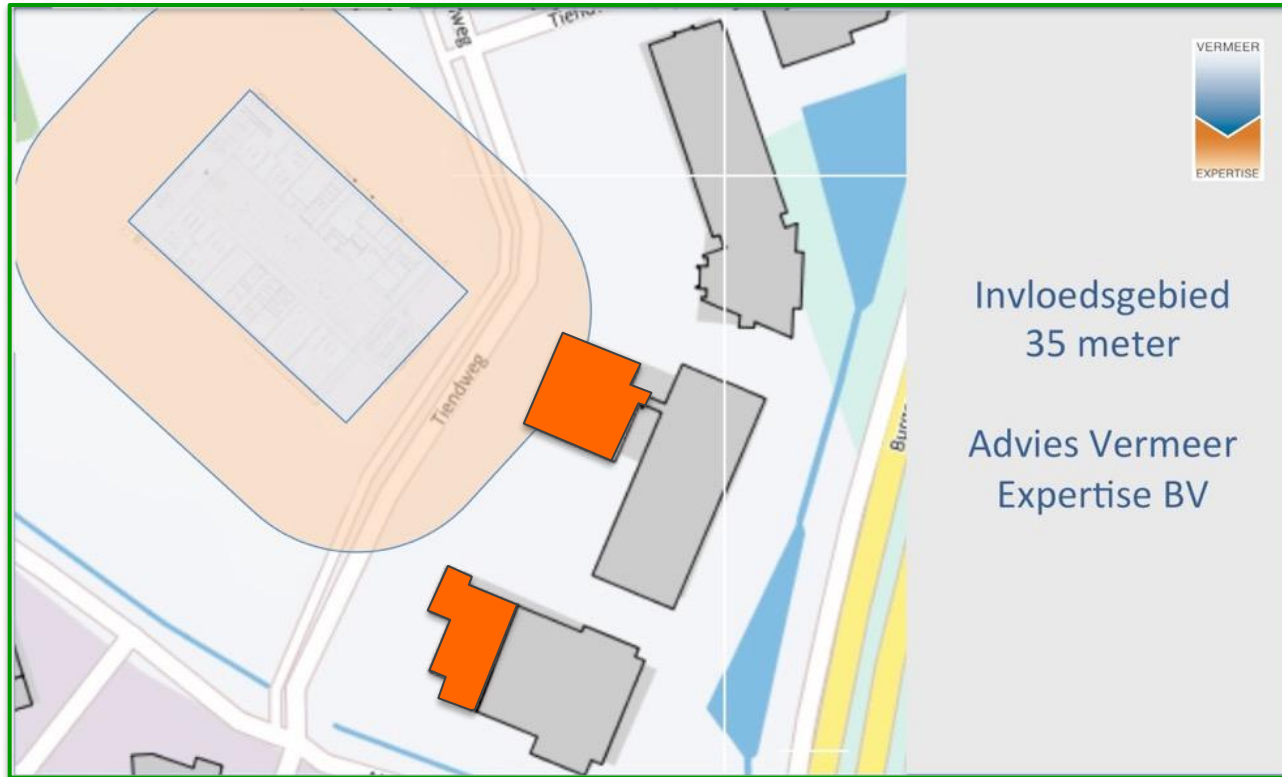 Tiendweg
VERMEER
EXPERTISE
Invloedsgebied
35 meter
Advies Vermeer
Expertise BV